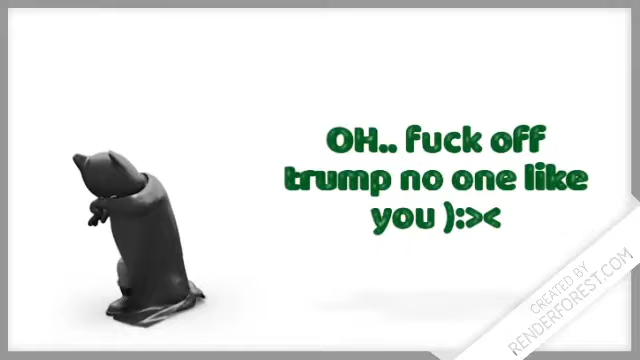 OH.. fuck off
trump no one like
you ):><
CREATED BY
RENDERFOREST.COM